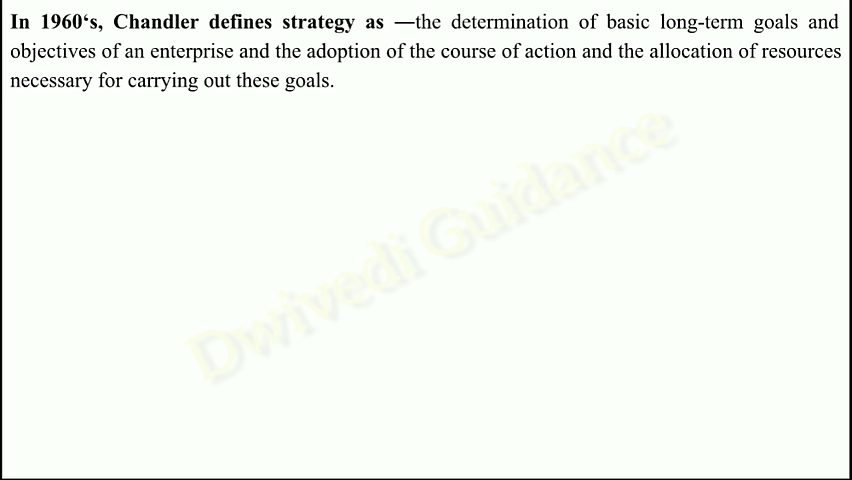 In 1960‘s, Chandler defines strategy as ―the determination of basic long-term goals and
objectives of an enterprise and the adoption of the course of action and the allocation of resources
necessary for carrying out these goals.
Dwivedi Guidance